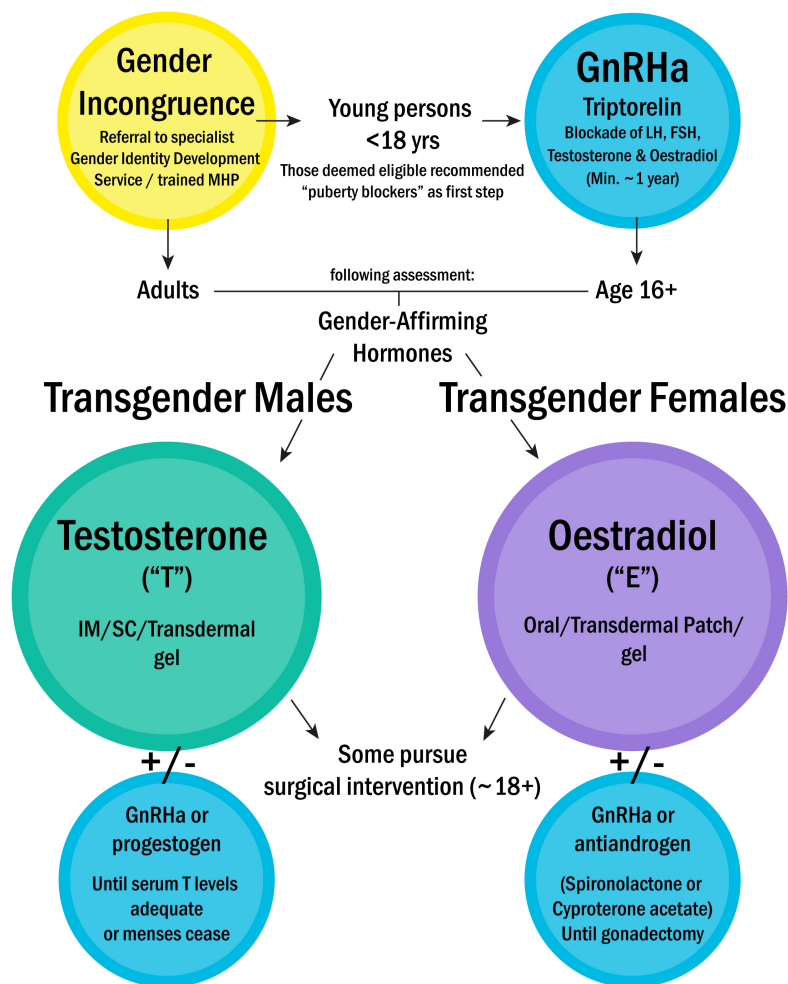 Gender
Incongruence
Referral to specialist
Gender Identity Development
Service / trained MHP
Young persons
<18 yrs
Those deemed eligible recommended
“puberty blockers” as first step
GnRHa
Triptorelin
Blockade of LH, FSH,
Testosterone & Oestradiol
(Min. ~1 year)
Adults
following assessment:
Age 16+
Gender-Affirming
Hormones
Transgender Males
Transgender Females
Testosterone
(“T”)
IM/SC/Transdermal
gel
Oestradiol
(“E”)
Oral/Transdermal Patch/
gel
Some pursue
surgical intervention (~18+)
+/-
GnRHa or
progestogen
Until serum T levels
adequate
or menses cease
+/-
GnRHa or
antiandrogen
(Spironolactone or
Cyproterone acetate)
Until gonadectomy